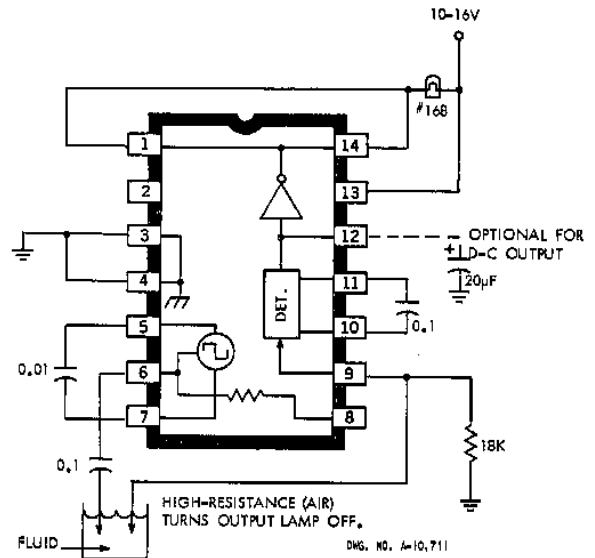 10-16V
#168
1
14
2
13
3
12
OPTIONAL FOR
+
D-C OUTPUT
4
11
20µF
DET.
5
10
0.1
0.01
6
9
7
8
18K
0.1
HIGH-RESISTANCE (AIR)
TURNS OUTPUT LAMP OFF.
FLUID
DWG. NO. A-10,711